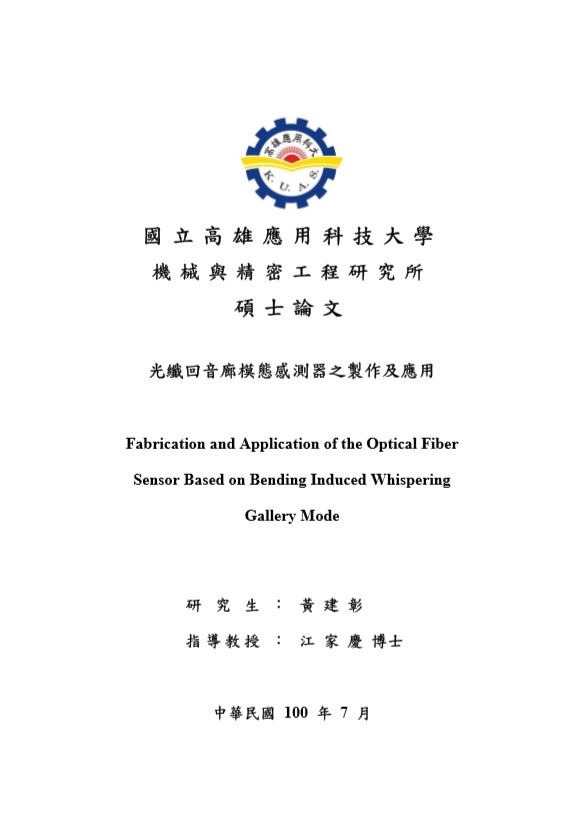 高雄應用科大
K. U. A. S.
國立高雄應用科技大學
機械與精密工程研究所
碩士論文
光纖回音廊模態感測器之製作及應用
Fabrication and Application of the Optical Fiber
Sensor Based on Bending Induced Whispering
Gallery Mode
研究生：黃建彰
指導教授：江家慶博士
中華民國 100 年 7 月